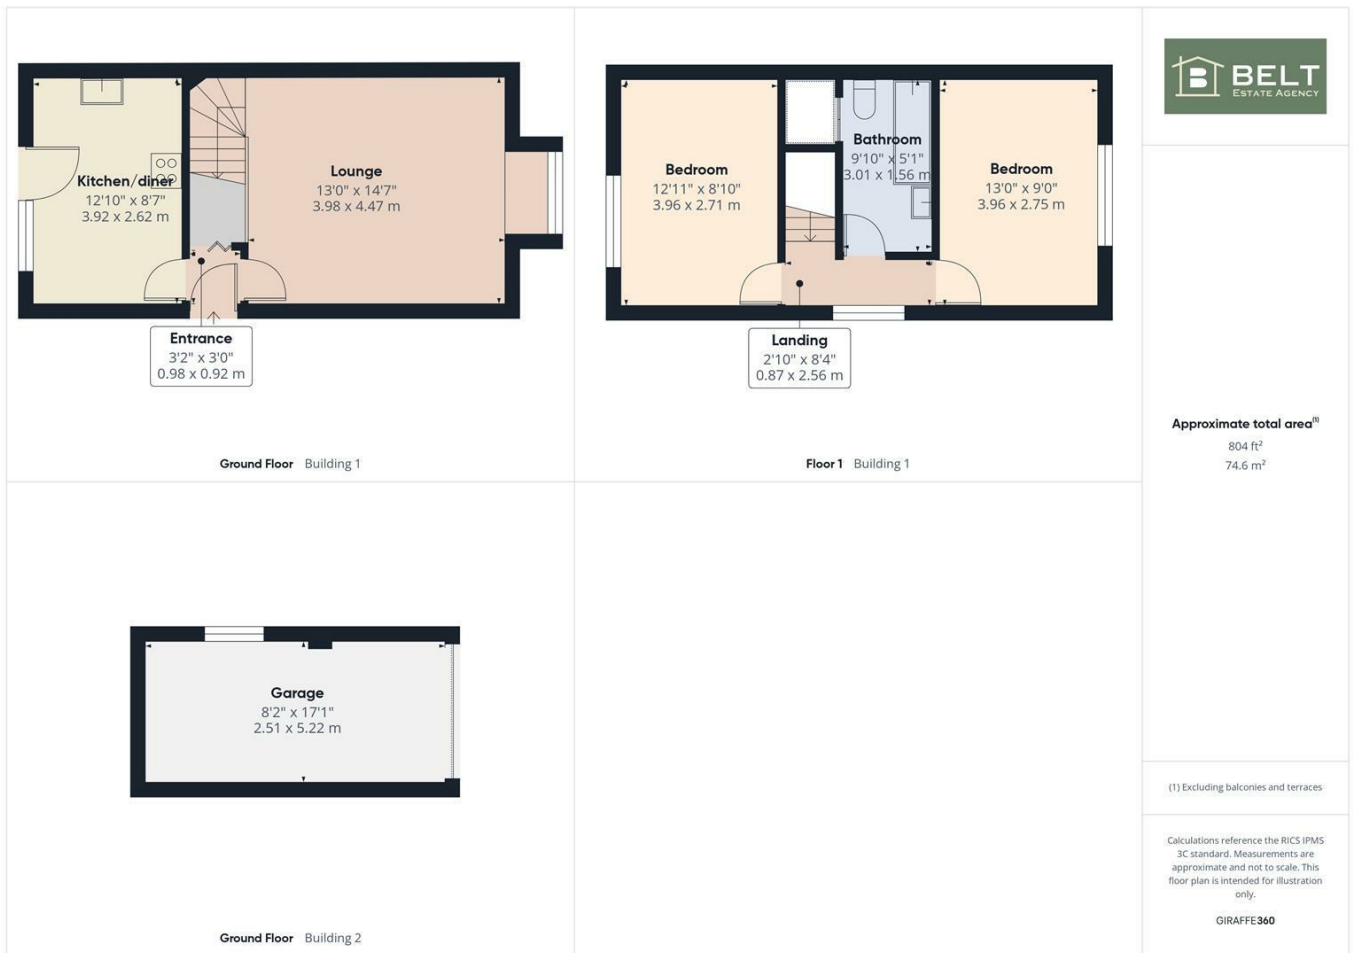 Kitchen/diner
12'10" x 8'7"
3.92 x 2.62 m
Lounge
13'0" x 14'7"
3.98 x 4.47 m
Entrance
3'2" x 3'0"
0.98 x 0.92 m
Ground Floor Building 1
Bedroom
12'11" x 8'10"
3.96 x 2.71 m
Bathroom
9'10" x 5'1"
3.01 x 1.56 m
Bedroom
13'0" x 9'0"
3.96 x 2.75 m
Landing
2'10" x 8'4"
0.87 x 2.56 m
Floor 1 Building 1
Garage
8'2" x 17'1"
2.51 x 5.22 m
Ground Floor Building 2
B BELT
ESTATE AGENCY
Approximate total area(1)
804 ft²
74.6 m²
(1) Excluding balconies and terraces
Calculations reference the RICS IPMS
3C standard. Measurements are
approximate and not to scale. This
floor plan is intended for illustration
only.
GIRAFFE360